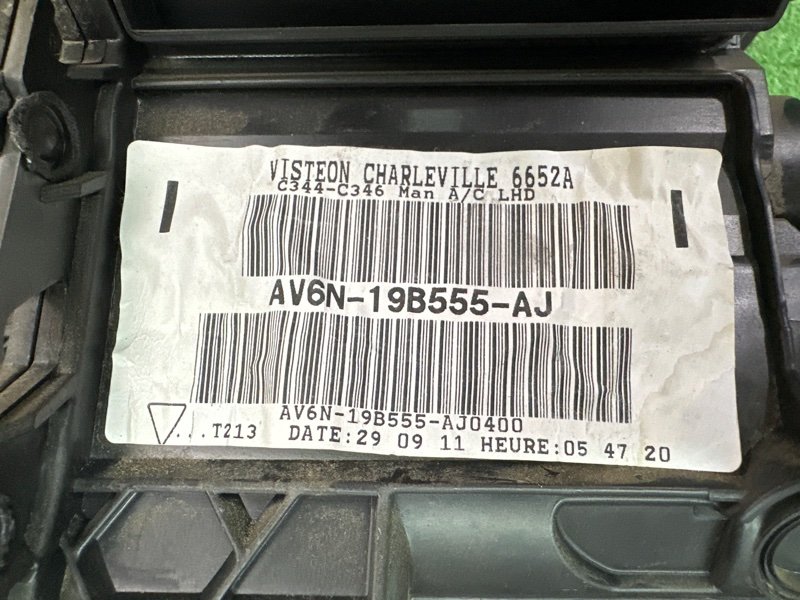 VISTEON CHARLEVILLE 6652A
C344-C346 Man A/C LHD
AV6N-19B555-AJ
AV6N-19B555-AJ0400
...T213 DATE:29 09 11 HEURE:05 47 20